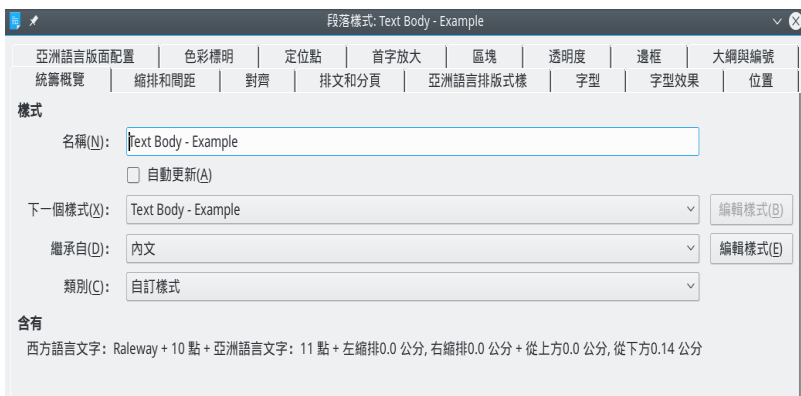 段落樣式: Text Body - Example
亞洲語言版面配置 色彩標明 定位點 首字放大 區塊 透明度 邊框 大綱與編號
統籌概覽 縮排和間距 對齊 排文和分頁 亞洲語言排版式樣 字型 字型效果 位置
樣式
名稱(N): Text Body - Example
自動更新(A)
下一個樣式(X): Text Body - Example 編輯樣式(B)
繼承自(D): 內文 編輯樣式(E)
類別(C): 自訂樣式
含有
西方語言文字: Raleway + 10 點 + 亞洲語言文字: 11 點 + 左縮排0.0 公分, 右縮排0.0 公分 + 從上方0.0 公分, 從下方0.14 公分